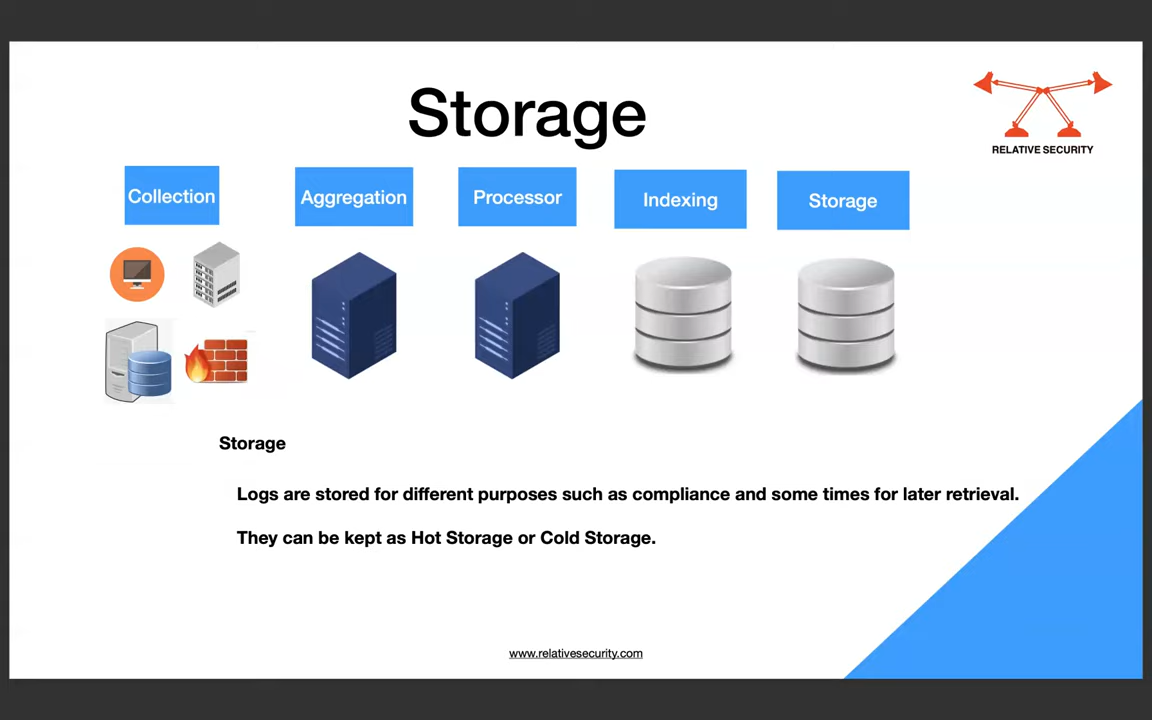 Storage
RELATIVE SECURITY
Collection
Aggregation
Processor
Indexing
Storage
Storage
Logs are stored for different purposes such as compliance and some times for later retrieval.
They can be kept as Hot Storage or Cold Storage.
www.relativesecurity.com